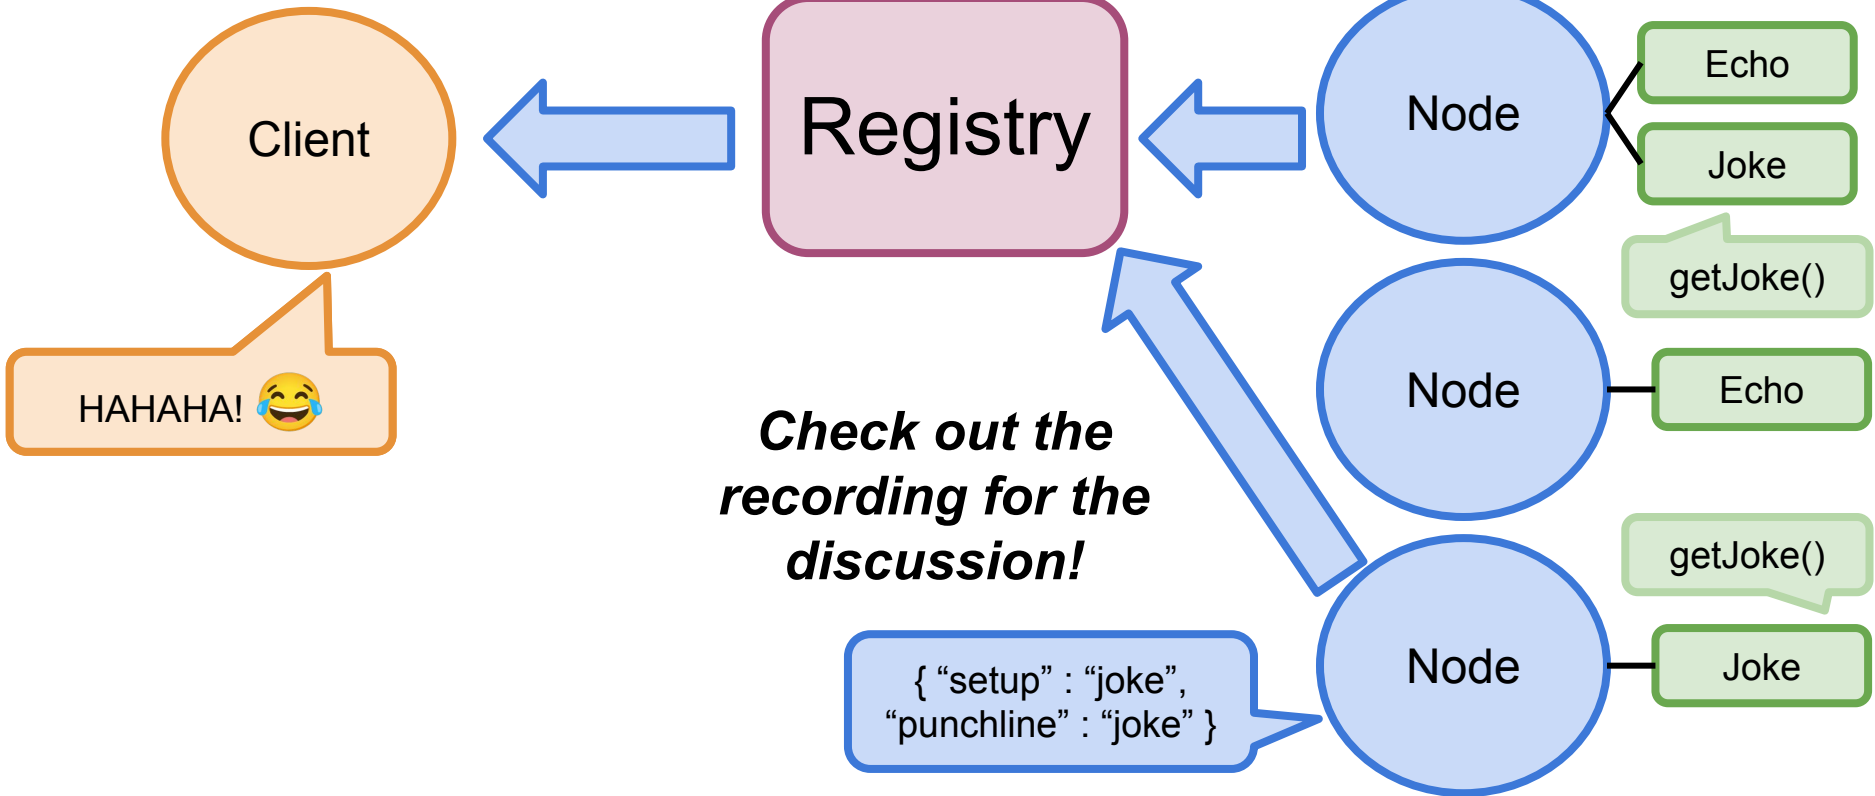 Client
Registry
Node
Echo
Joke
getJoke()
HAHAHA! 😂
Node
Echo
Check out the
recording for the
discussion!
getJoke()
Node
Joke
{ “setup” : “joke”,
“punchline” : “joke” }